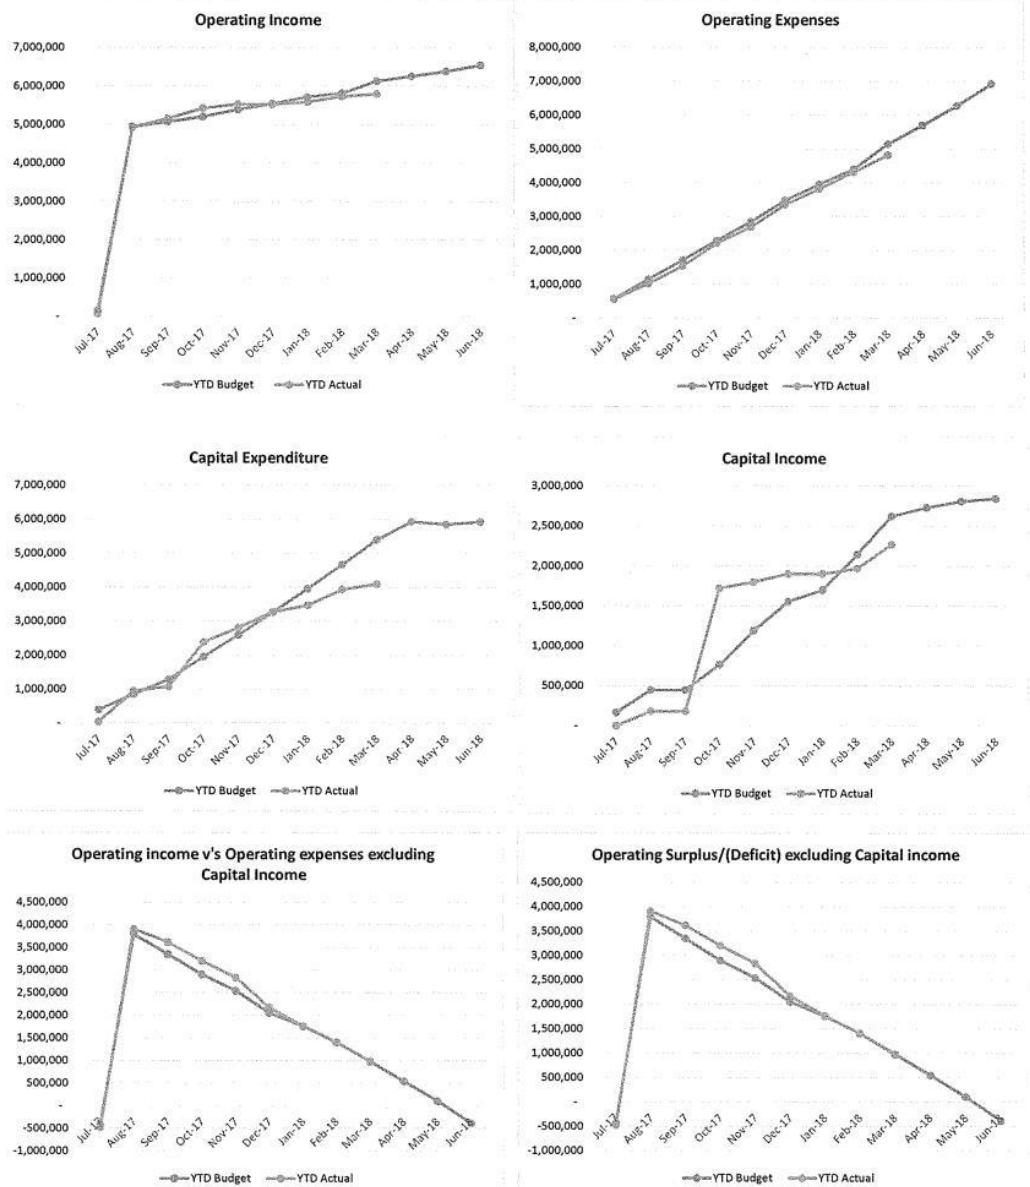 Operating Income
7,000,000
6,000,000
5,000,000
4,000,000
3,000,000
2,000,000
1,000,000
-
Jul-17 Aug-17 Sep-17 Oct-17 Nov-17 Dec-17 Jan-18 Feb-18 Mar-18 Apr-18 May-18 Jun-18
YTD Budget YTD Actual
Operating Expenses
8,000,000
7,000,000
6,000,000
5,000,000
4,000,000
3,000,000
2,000,000
1,000,000
-
Jul-17 Aug-17 Sep-17 Oct-17 Nov-17 Dec-17 Jan-18 Feb-18 Mar-18 Apr-18 May-18 Jun-18
YTD Budget YTD Actual
Capital Expenditure
7,000,000
6,000,000
5,000,000
4,000,000
3,000,000
2,000,000
1,000,000
-
Jul-17 Aug-17 Sep-17 Oct-17 Nov-17 Dec-17 Jan-18 Feb-18 Mar-18 Apr-18 May-18 Jun-18
YTD Budget YTD Actual
Capital Income
3,000,000
2,500,000
2,000,000
1,500,000
1,000,000
500,000
-
Jul-17 Aug-17 Sep-17 Oct-17 Nov-17 Dec-17 Jan-18 Feb-18 Mar-18 Apr-18 May-18 Jun-18
YTD Budget YTD Actual
Operating income v's Operating expenses excluding
Capital Income
4,500,000
4,000,000
3,500,000
3,000,000
2,500,000
2,000,000
1,500,000
1,000,000
500,000
-
-500,000
-1,000,000
Jul-17 Aug-17 Sep-17 Oct-17 Nov-17 Dec-17 Jan-18 Feb-18 Mar-18 Apr-18 May-18 Jun-18
YTD Budget YTD Actual
Operating Surplus/(Deficit) excluding Capital income
4,500,000
4,000,000
3,500,000
3,000,000
2,500,000
2,000,000
1,500,000
1,000,000
500,000
-
-500,000
-1,000,000
Jul-17 Aug-17 Sep-17 Oct-17 Nov-17 Dec-17 Jan-18 Feb-18 Mar-18 Apr-18 May-18 Jun-18
YTD Budget YTD Actual